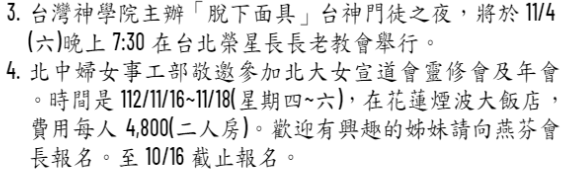 3. 台灣神學院主辦「脫下面具」台神門徒之夜，將於 11/4
(六)晚上 7:30 在台北榮星長長老教會舉行。
4. 北中婦女事工部敬邀參加北大女宣道會靈修會及年會
。時間是 112/11/16~11/18(星期四~六)，在花蓮煙波大飯店，
費用每人 4,800(二人房)。歡迎有興趣的姊妹請向燕芬會
長報名。至 10/16 截止報名。